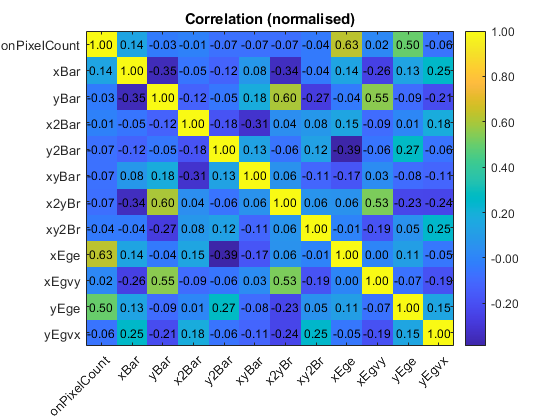 Correlation (normalised)
onPixelCount 1.00 0.14 -0.03 -0.01 -0.07 -0.07 -0.07 -0.04 0.63 0.02 0.50 -0.06
xBar 0.14 1.00 -0.35 -0.05 -0.12 0.08 -0.34 -0.04 0.14 -0.26 0.13 0.25
yBar -0.03 -0.35 1.00 -0.12 -0.05 0.18 0.60 -0.27 -0.04 0.55 -0.09 -0.21
x2Bar -0.01 -0.05 -0.12 1.00 -0.18 -0.31 0.04 0.08 0.15 -0.09 0.01 0.18
y2Bar -0.07 -0.12 -0.05 -0.18 1.00 0.13 -0.06 0.12 -0.39 -0.06 0.27 -0.06
xyBar -0.07 0.08 0.18 -0.31 0.13 1.00 0.06 -0.11 -0.17 0.03 -0.08 -0.11
x2yBr -0.07 -0.34 0.60 0.04 -0.06 0.06 1.00 0.06 0.06 0.53 -0.23 -0.24
xy2Br -0.04 -0.04 -0.27 0.08 0.12 -0.11 0.06 1.00 -0.01 -0.19 0.05 0.25
xEge 0.63 0.14 -0.04 0.15 -0.39 -0.17 0.06 -0.01 1.00 0.00 0.11 -0.05
xEgvy 0.02 -0.26 0.55 -0.09 -0.06 0.03 0.53 -0.19 0.00 1.00 -0.07 -0.19
yEge 0.50 0.13 -0.09 0.01 0.27 -0.08 -0.23 0.05 0.11 -0.07 1.00 0.15
yEgvx -0.06 0.25 -0.21 0.18 -0.06 -0.11 -0.24 0.25 -0.05 -0.19 0.15 1.00
onPixelCount xBar yBar x2Bar y2Bar xyBar x2yBr xy2Br xEge xEgvy yEge yEgvx
1.00
0.80
0.60
0.40
0.20
0.00
-0.20